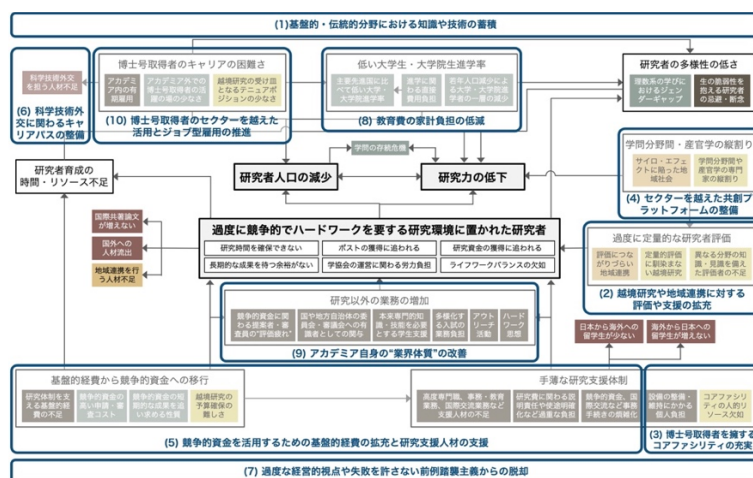 (1)基盤的・伝統的分野における知識や技術の蓄積
科学技術外交
を担う人材不足
(6) 科学技術外
交に関わるキャ
リアパスの整備
博士号取得者のキャリアの困難さ
アカデミ
ア内の有
期雇用
アカデミア外での
博士号取得者の活
躍の場の少なさ
越境研究の受け皿
となるテニュアポ
ジションの少なさ
(10) 博士号取得者のセクターを越えた
活用とジョブ型雇用の推進
低い大学生・大学院生進学率
主要先進国に比
べて低い大学・
大学院進学率
進学に関
わる直接
費用負担
若年人口減少によ
る大学・大学院進
学者の一層の減少
(8) 教育費の家計負担の低減
研究者の多様性の低さ
理数系の学びに
おけるジェン
ダーギャップ
生の脆弱性を
抱える研究者
の忌避・断念
学問分野間・産官学の縦割り
サイロ・エフェ
クトに陥った地
域社会
学問分野間や
産官学の専門
家の縦割り
(4) セクターを越えた共創プ
ラットフォームの整備
研究者育成の
時間・リソース不足
研究者人口の減少
学問の存続危機
研究力の低下
国際共著論文
が増えない
国外への
人材流出
地域連携を行
う人材不足
過度に競争的でハードワークを要する研究環境に置かれた研究者
研究時間を確保できない
ポストの獲得に追われる
研究資金の獲得に追われる
長期的な成果を待つ余裕がない
学協会の運営に関わる労力負担
ライフワークバランスの欠如
過度に定量的な研究者評価
評価につな
がりづらい
地域連携
定量的評価
に馴染まな
い越境研究
異なる分野の知
識・見識を備え
た評価者の不足
(2) 越境研究や地域連携に対する
評価や支援の拡充
研究以外の業務の増加
競争的資金に関
わる提案者・審
査員の“評価疲れ”
国や地方自治体の委
員会・審議会への有
識者としての関与
本来専門的知
識・技能を必要
とする学生支援
多様化す
る入試の
業務負担
アウト
リーチ
活動
ハード
ワーク
思想
(9) アカデミア自身の“業界体質”の改善
日本から海外への
留学生が少ない
海外から日本への
留学生が増えない
基盤的経費から競争的資金への移行
研究体制を支
える基盤的経
費の不足
競争的資金の
高い申請・審
査コスト
競争的資金の短
期的な成果を追
い求める性質
越境研究の
予算確保の
難しさ
手薄な研究支援体制
高度専門職、事務・教育
業務、国際交流業務など
支援人材の不足
研究費に関わる説
明責任や使途明確
化など過重な負担
競争的資金、国
際交流など事務
手続きの煩雑化
設備の整備・
維持にかかる
個人負担
コアファシ
リティの人的リ
ソース欠如
(5) 競争的資金を活用するための基盤的経費の拡充と研究支援人材の支援
(3) 博士号取得者を擁する
コアファシリティの充実
(7) 過度な経営的視点や失敗を許さない前例踏襲主義からの脱却